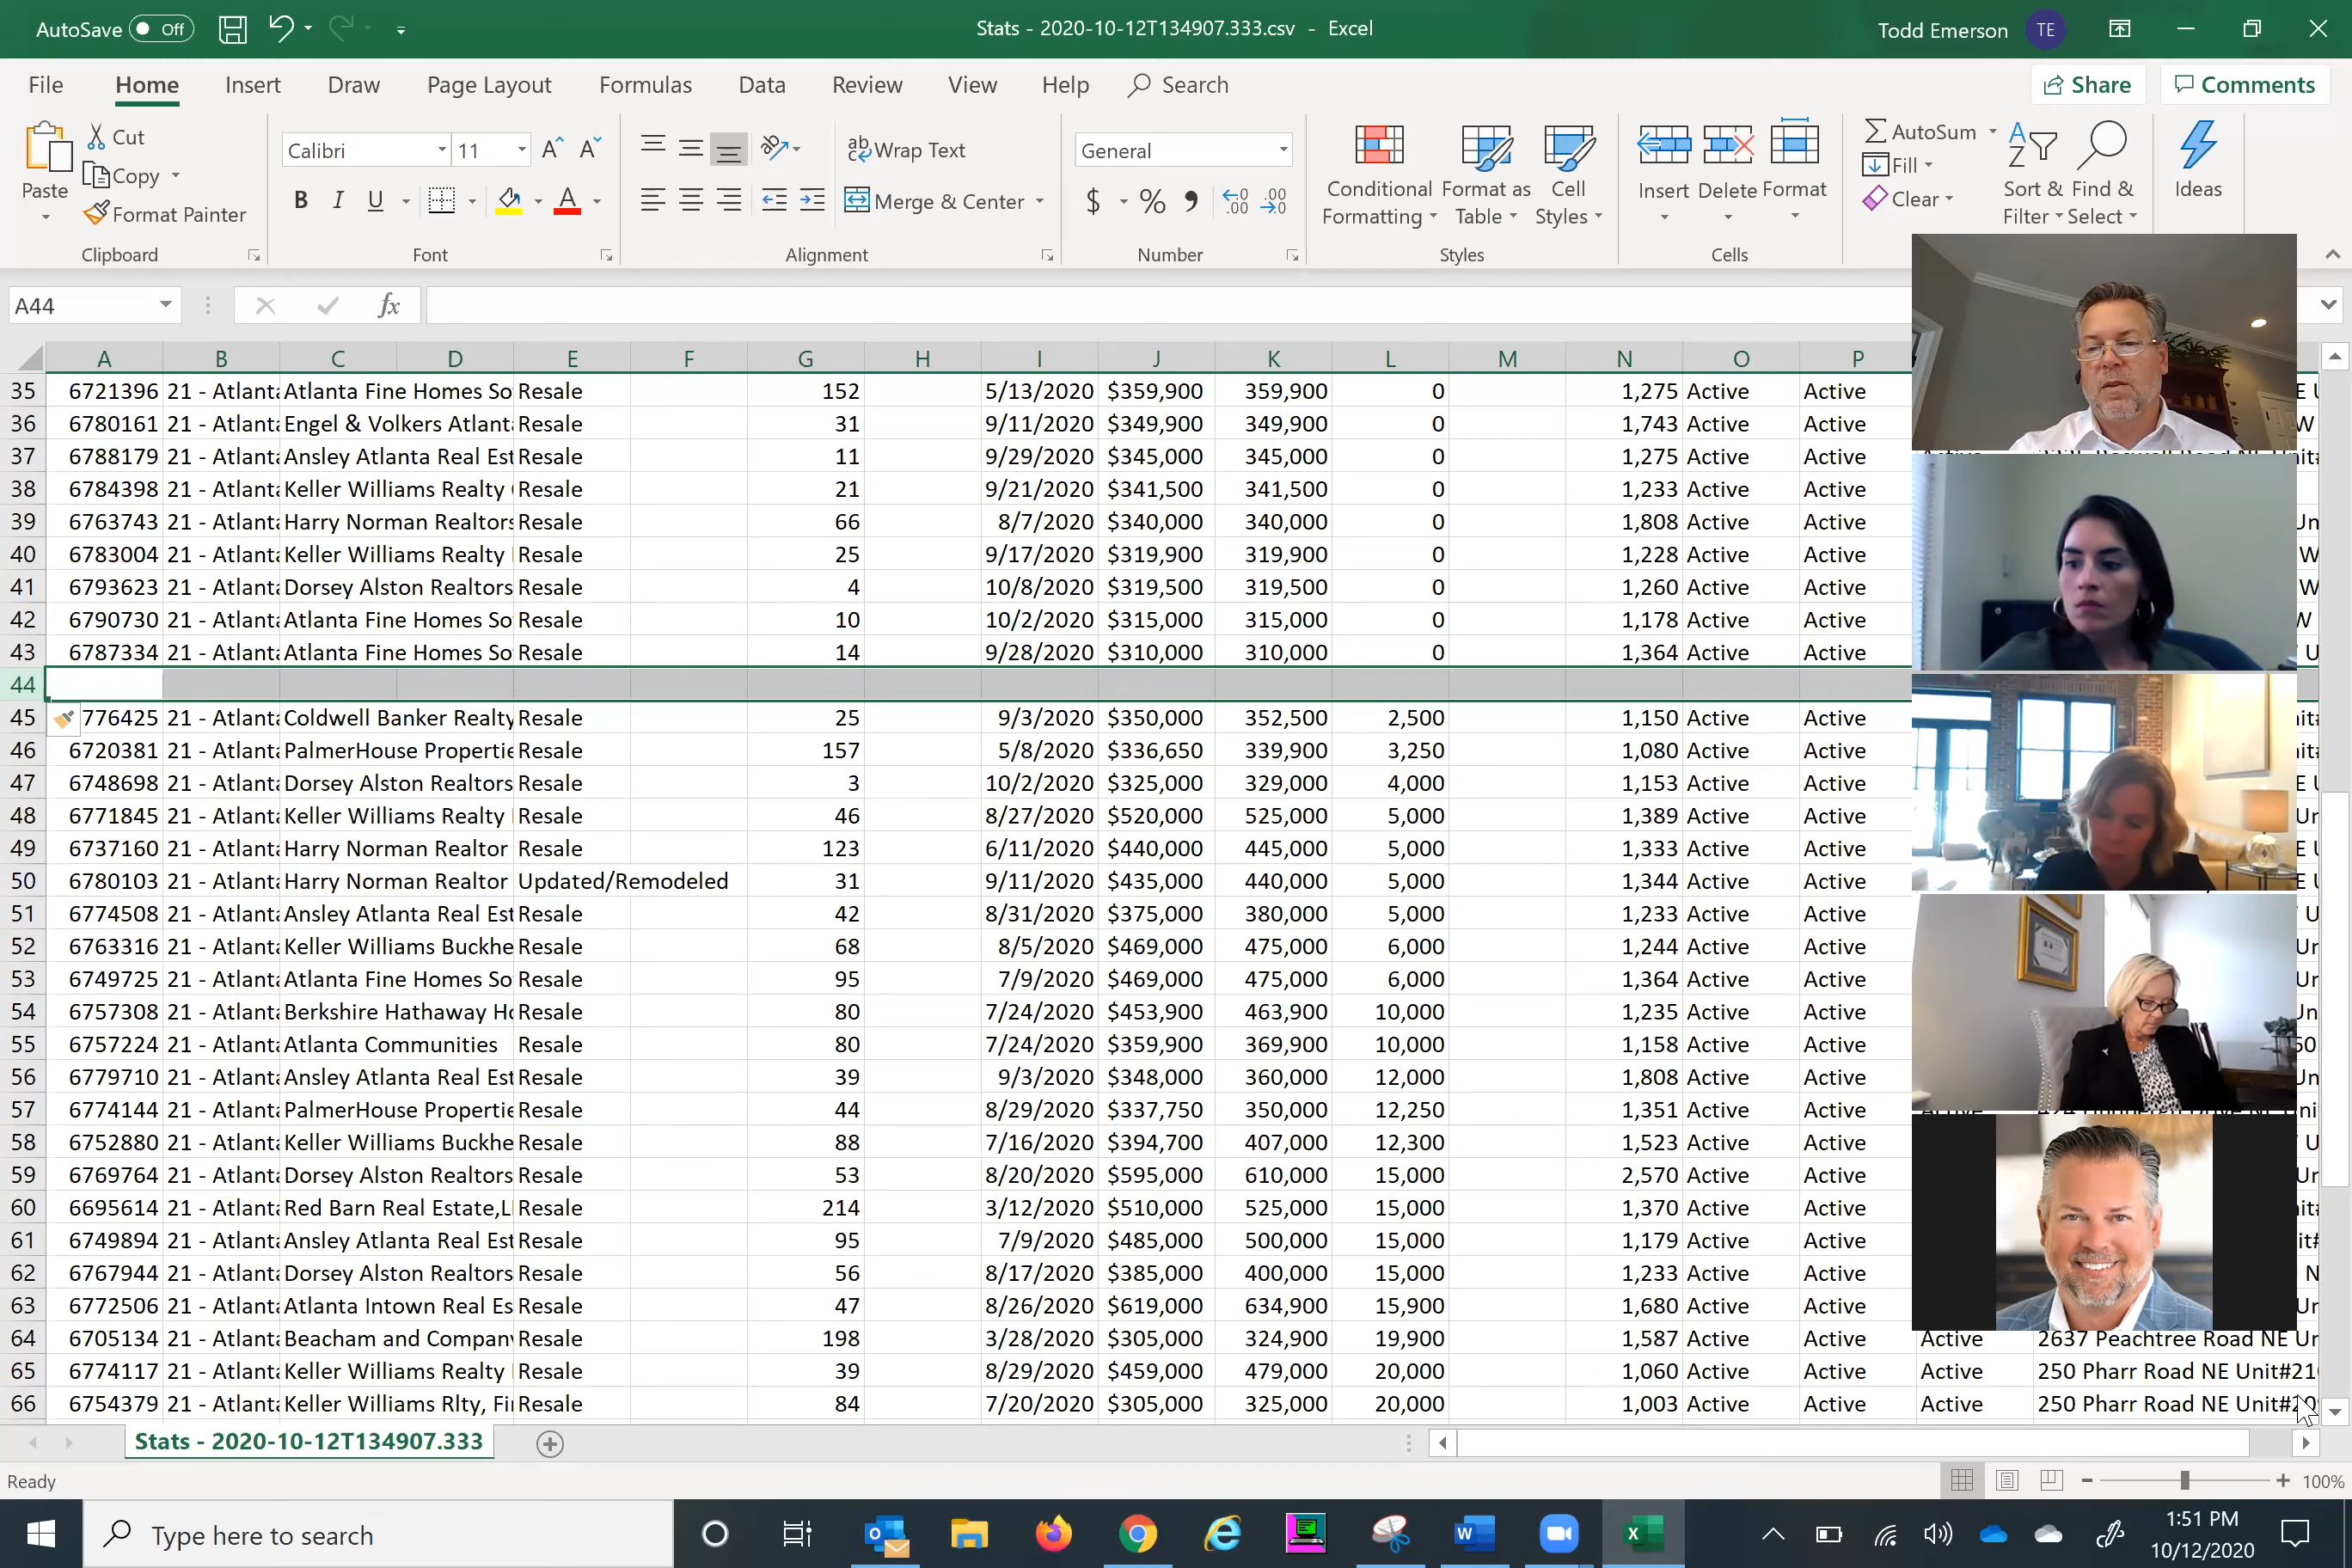 AutoSave Off
Stats - 2020-10-12T134907.333.csv - Excel
Todd Emerson TE
File Home Insert Draw Page Layout Formulas Data Review View Help Search Share Comments
Paste Cut Copy Format Painter Clipboard
Calibri 11 B I U A Font
Wrap Text Merge & Center Alignment
General $ % Number
Conditional Formatting Format as Table Cell Styles Styles
Insert Delete Format Cells
AutoSum Fill Clear Sort & Filter Find & Select
Ideas
A44 fx
A B C D E F G H I J K L M N O P
35 6721396 21 - Atlanta Atlanta Fine Homes So Resale 152 5/13/2020 $359,900 359,900 0 1,275 Active Active
36 6780161 21 - Atlanta Engel & Volkers Atlant Resale 31 9/11/2020 $349,900 349,900 0 1,743 Active Active
37 6788179 21 - Atlanta Ansley Atlanta Real Est Resale 11 9/29/2020 $345,000 345,000 0 1,275 Active Active
38 6784398 21 - Atlanta Keller Williams Realty Resale 21 9/21/2020 $341,500 341,500 0 1,233 Active Active
39 6763743 21 - Atlanta Harry Norman Realtors Resale 66 8/7/2020 $340,000 340,000 0 1,808 Active Active
40 6783004 21 - Atlanta Keller Williams Realty Resale 25 9/17/2020 $319,900 319,900 0 1,228 Active Active
41 6793623 21 - Atlanta Dorsey Alston Realtors Resale 4 10/8/2020 $319,500 319,500 0 1,260 Active Active
42 6790730 21 - Atlanta Atlanta Fine Homes So Resale 10 10/2/2020 $315,000 315,000 0 1,178 Active Active
43 6787334 21 - Atlanta Atlanta Fine Homes So Resale 14 9/28/2020 $310,000 310,000 0 1,364 Active Active
44
45 776425 21 - Atlanta Coldwell Banker Realty Resale 25 9/3/2020 $350,000 352,500 2,500 1,150 Active Active
46 6720381 21 - Atlanta PalmerHouse Propertie Resale 157 5/8/2020 $336,650 339,900 3,250 1,080 Active Active
47 6748698 21 - Atlanta Dorsey Alston Realtors Resale 3 10/2/2020 $325,000 329,000 4,000 1,153 Active Active
48 6771845 21 - Atlanta Keller Williams Realty Resale 46 8/27/2020 $520,000 525,000 5,000 1,389 Active Active
49 6737160 21 - Atlanta Harry Norman Realtor Resale 123 6/11/2020 $440,000 445,000 5,000 1,333 Active Active
50 6780103 21 - Atlanta Harry Norman Realtor Updated/Remodeled 31 9/11/2020 $435,000 440,000 5,000 1,344 Active Active
51 6774508 21 - Atlanta Ansley Atlanta Real Est Resale 42 8/31/2020 $375,000 380,000 5,000 1,233 Active Active
52 6763316 21 - Atlanta Keller Williams Buckhe Resale 68 8/5/2020 $469,000 475,000 6,000 1,244 Active Active
53 6749725 21 - Atlanta Atlanta Fine Homes So Resale 95 7/9/2020 $469,000 475,000 6,000 1,364 Active Active
54 6757308 21 - Atlanta Berkshire Hathaway Ho Resale 80 7/24/2020 $453,900 463,900 10,000 1,235 Active Active
55 6757224 21 - Atlanta Atlanta Communities Resale 80 7/24/2020 $359,900 369,900 10,000 1,158 Active Active
56 6779710 21 - Atlanta Ansley Atlanta Real Est Resale 39 9/3/2020 $348,000 360,000 12,000 1,808 Active Active
57 6774144 21 - Atlanta PalmerHouse Propertie Resale 44 8/29/2020 $337,750 350,000 12,250 1,351 Active Active
58 6752880 21 - Atlanta Keller Williams Buckhe Resale 88 7/16/2020 $394,700 407,000 12,300 1,523 Active Active
59 6769764 21 - Atlanta Dorsey Alston Realtors Resale 53 8/20/2020 $595,000 610,000 15,000 2,570 Active Active
60 6695614 21 - Atlanta Red Barn Real Estate,L Resale 214 3/12/2020 $510,000 525,000 15,000 1,370 Active Active
61 6749894 21 - Atlanta Ansley Atlanta Real Est Resale 95 7/9/2020 $485,000 500,000 15,000 1,179 Active Active
62 6767944 21 - Atlanta Dorsey Alston Realtors Resale 56 8/17/2020 $385,000 400,000 15,000 1,233 Active Active
63 6772506 21 - Atlanta Atlanta Intown Real Es Resale 47 8/26/2020 $619,000 634,900 15,900 1,680 Active Active
64 6705134 21 - Atlanta Beacham and Company Resale 198 3/28/2020 $305,000 324,900 19,900 1,587 Active Active Active 2637 Peachtree Road NE Un
65 6774117 21 - Atlanta Keller Williams Realty Resale 39 8/29/2020 $459,000 479,000 20,000 1,060 Active Active Active 250 Pharr Road NE Unit#21
66 6754379 21 - Atlanta Keller Williams Rlty, Fi Resale 84 7/20/2020 $305,000 325,000 20,000 1,003 Active Active Active 250 Pharr Road NE Unit#
Stats - 2020-10-12T134907.333
Ready 100%
Type here to search
1:51 PM
10/12/2020